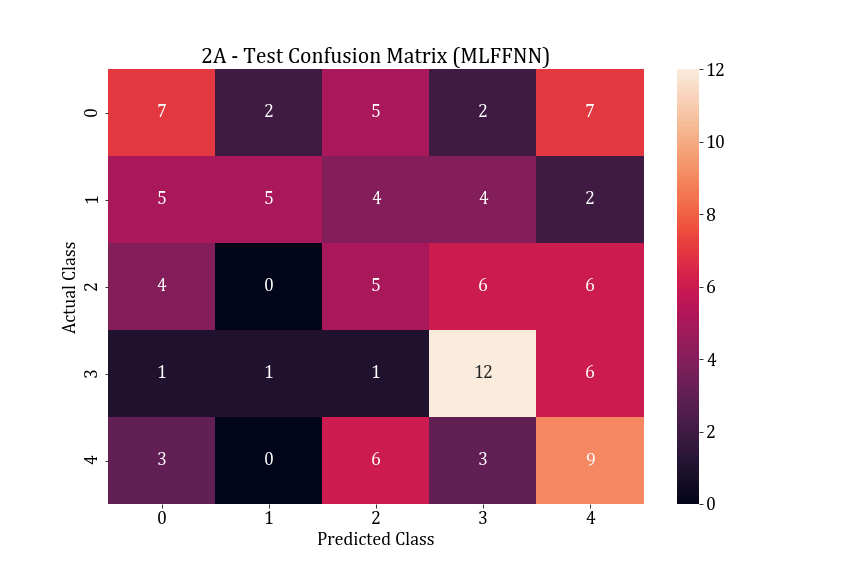 2A - Test Confusion Matrix (MLFFNN)
0 7 2 5 2 7
1 5 5 4 4 2
2 4 0 5 6 6
3 1 1 1 12 6
4 3 0 6 3 9
0 1 2 3 4
Predicted Class
Actual Class
12
10
8
6
4
2
0